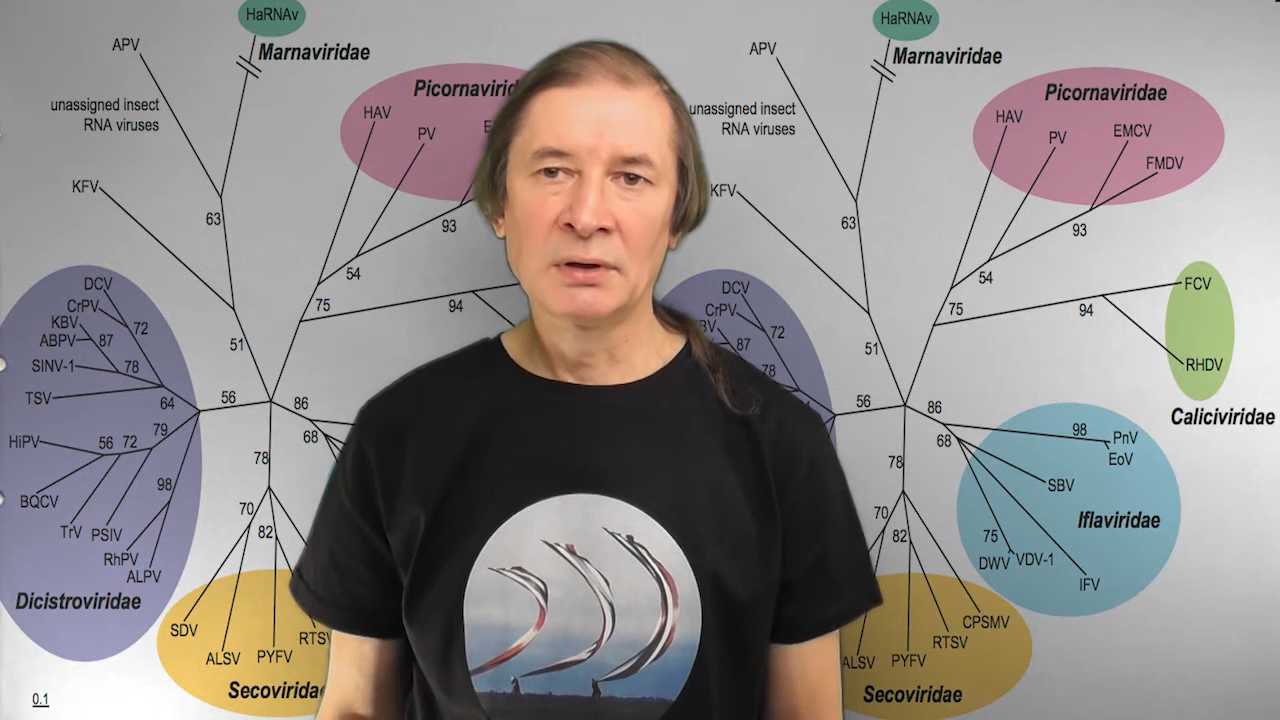 HaRNAv
Marnaviridae
APV
unassigned insect
RNA viruses
KFV
63
51
Picornavirid
HAV
PV
E
93
54
75
94
DCV
CrPV
KBV
ABPV
72
87
78
SINV-1
TSV
64
56
HiPV
56
72
79
98
BQCV
TrV
PSIV
RhPV
ALPV
Dicistroviridae
86
68
78
70
82
SDV
ALSV
PYFV
RTSV
Secoviridae
0.1
HaRNAv
Marnaviridae
APV
unassigned insect
RNA viruses
KFV
63
51
Picornaviridae
HAV
PV
EMCV
FMDV
93
54
75
94
FCV
RHDV
Caliciviridae
DCV
CrPV
BV
72
87
78
56
86
68
98
PnV
EoV
SBV
Iflaviridae
75
DWV
VDV-1
IFV
78
70
82
ALSV
PYFV
RTSV
CPSMV
Secoviridae